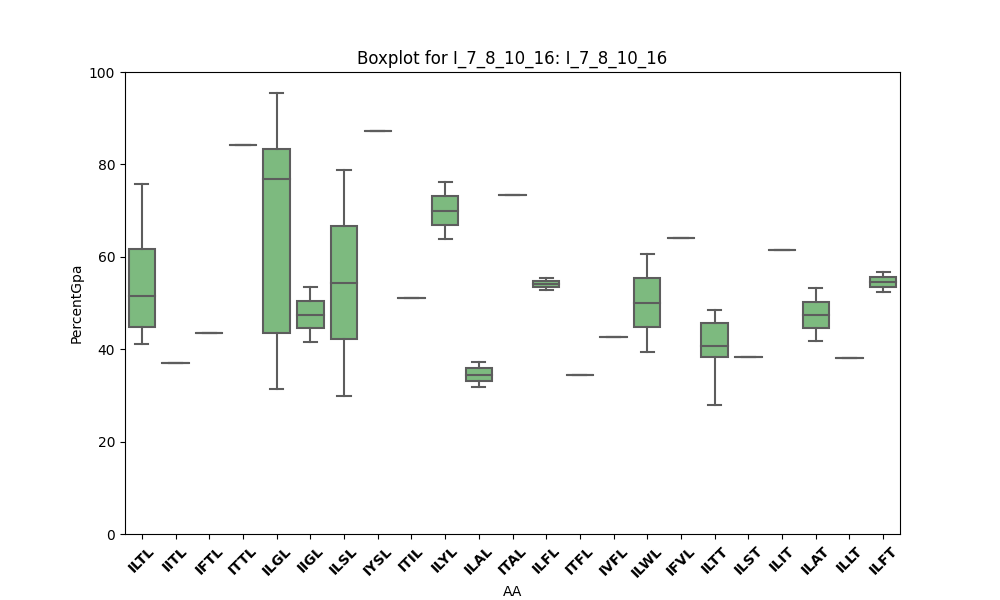 Boxplot for I_7_8_10_16: I_7_8_10_16
100
80
60
40
20
0
PercentGpa
ILTL IITL IFTL ITTL ILGL IIGL ILSL IYSL ITIL ILYL ILAL ITAL ILFL ITFL IVFL ILWL IFVL ILTT ILST ILIT ILAT ILLT ILFT
AA